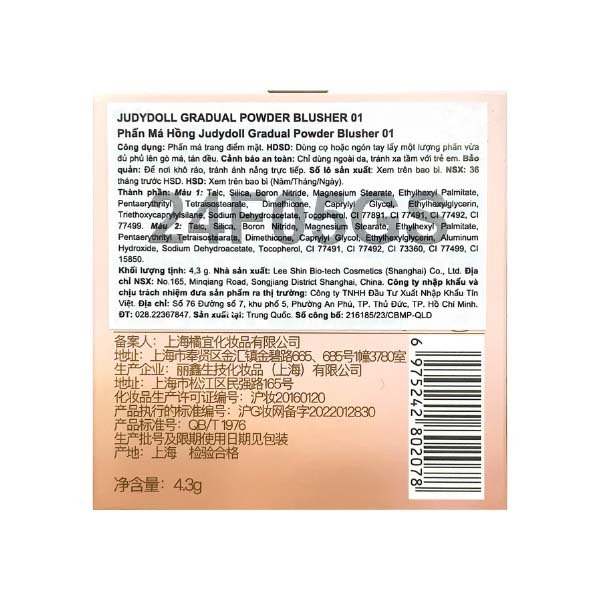 JUDYDOLL GRADUAL POWDER BLUSHER 01
Phấn Má Hồng Judydoll Gradual Powder Blusher 01
Công dụng: Phấn má trang điểm mặt. HDSD: Dùng cọ hoặc ngón tay lấy một lượng phấn vừa
đủ phủ lên gò má, tán đều. Cảnh báo an toàn: Chỉ dùng ngoài da, tránh xa tầm với trẻ em. Bảo
quản: Để nơi khô ráo, tránh ánh nắng trực tiếp. Số lô sản xuất: Xem trên bao bì. NSX: 36
tháng trước HSD. HSD: Xem trên bao bì (Năm/Tháng/Ngày).
Thành phần: Màu 1: Talc, Silica, Boron Nitride, Magnesium Stearate, Ethylhexyl Palmitate,
Pentaerythrityl Tetraisostearate, Dimethicone, Caprylyl Glycol, Ethylhexylglycerin,
Triethoxycaprylylsilane, Sodium Dehydroacetate, Tocopherol, CI 77891, CI 77491, CI 77492, CI
77499. Màu 2: Talc, Silica, Boron Nitride, Magnesium Stearate, Ethylhexyl Palmitate,
Pentaerythrityl Tetraisostearate, Dimethicone, Caprylyl Glycol, Ethylhexylglycerin, Aluminum
Hydroxide, Sodium Dehydroacetate, Tocopherol, CI 77491, CI 77492, CI 73360, CI 77499, CI
15850.
24F05GS
Khối lượng tịnh: 4,3 g. Nhà sản xuất: Lee Shin Bio-tech Cosmetics (Shanghai) Co., Ltd. Địa
chỉ NSX: No.165, Minqiang Road, Songjiang District Shanghai, China. Công ty nhập khẩu và
chịu trách nhiệm đưa sản phẩm ra thị trường: Công ty TNHH Đầu Tư Xuất Nhập Khẩu Tín
Việt. Địa chỉ: Số 76 Đường số 7, khu phố 5, Phường An Phú, TP. Thủ Đức, TP. Hồ Chí Minh.
ĐT: 028.22367847. Sản xuất tại: Trung Quốc. Số công bố: 216185/23/CBMP-QLD
备案人：上海橘宜化妆品有限公司
地址：上海市奉贤区金汇镇金碧路665、685号1幢3780室
生产企业：丽鑫生技化妆品（上海）有限公司
地址：上海市松江区民强路165号
化妆品生产许可证编号：沪妆20160120
产品执行的标准编号：沪G妆网备字2022012830
产品标准号：QB/T 1976
生产批号及限期使用日期见包装
产地：上海 检验合格
净含量：4.3g
6 975242 802078